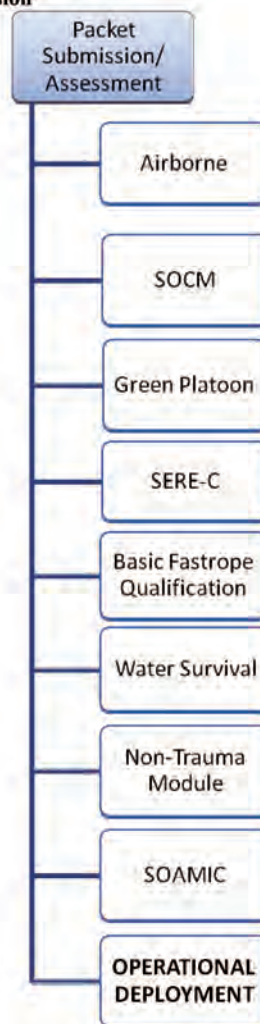 Packet
Submission/
Assessment
Airborne
SOCM
Green Platoon
SERE-C
Basic Fastrope
Qualification
Water Survival
Non-Trauma
Module
SOAMIC
OPERATIONAL
DEPLOYMENT